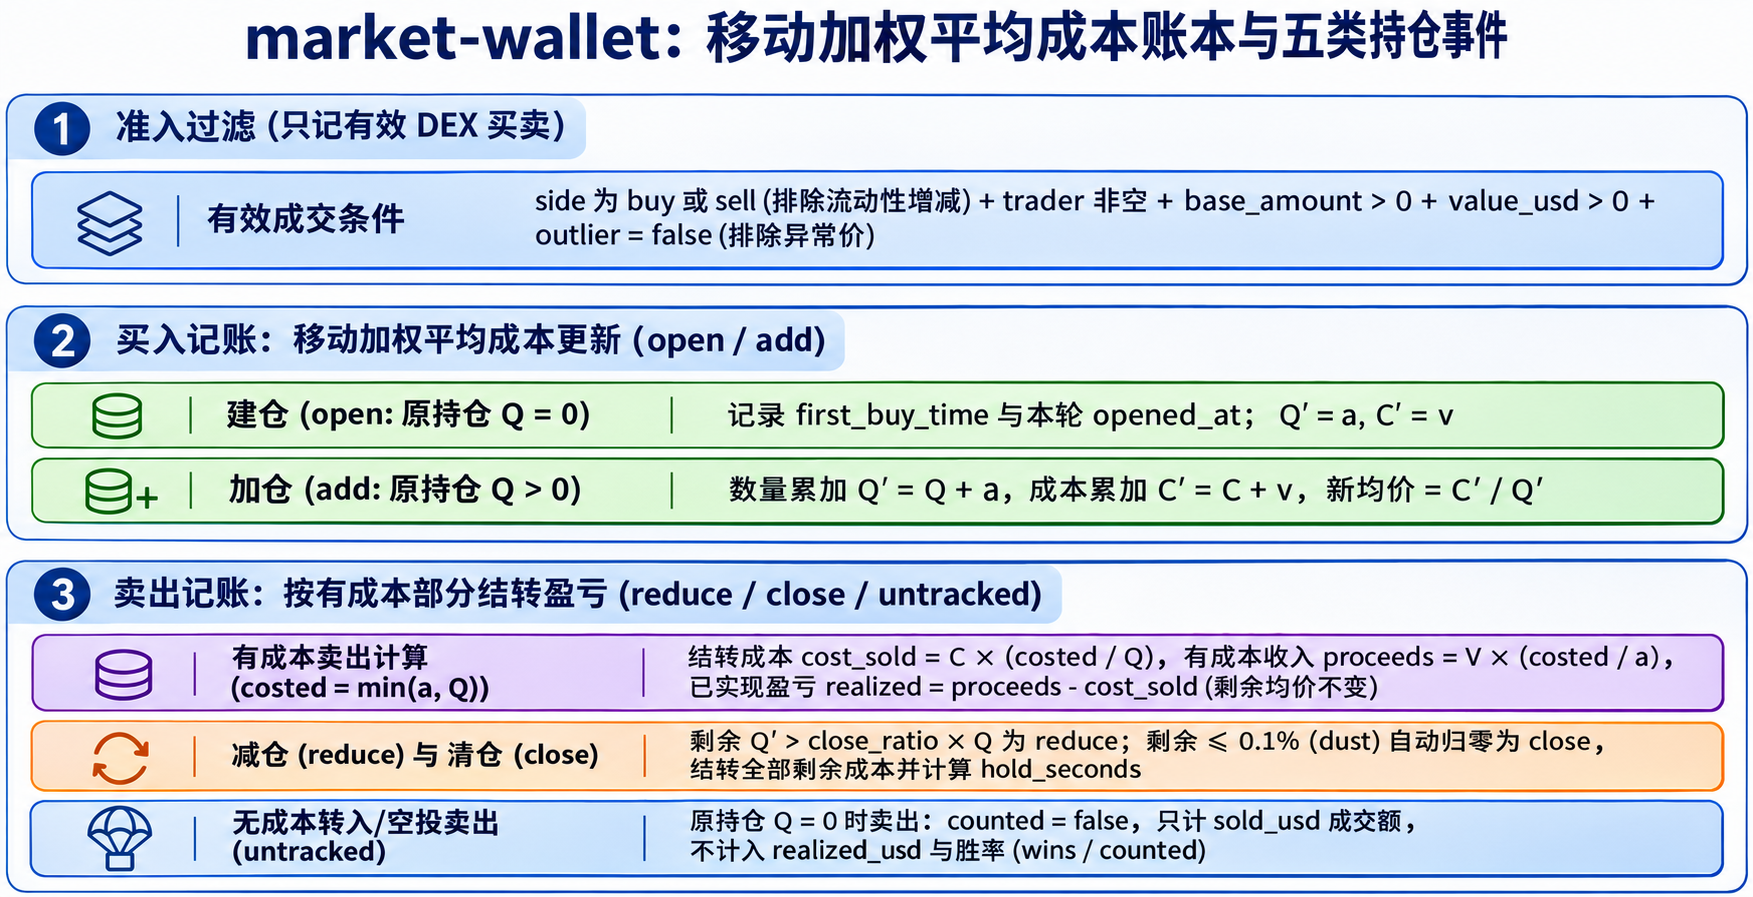 market-wallet：移动加权平均成本账本与五类持仓事件
1 准入过滤 (只记有效 DEX 买卖)
有效成交条件
side 为 buy 或 sell (排除流动性增减) + trader 非空 + base_amount > 0 + value_usd > 0 +
outlier = false (排除异常价)
2 买入记账：移动加权平均成本更新 (open / add)
建仓 (open: 原持仓 Q = 0)
记录 first_buy_time 与本轮 opened_at； Q′ = a, C′ = v
加仓 (add: 原持仓 Q > 0)
数量累加 Q′ = Q + a，成本累加 C′ = C + v，新均价 = C′ / Q′
3 卖出记账：按有成本部分结转盈亏 (reduce / close / untracked)
有成本卖出计算
(costed = min(a, Q))
结转成本 cost_sold = C × (costed / Q)，有成本收入 proceeds = V × (costed / a)，
已实现盈亏 realized = proceeds - cost_sold (剩余均价不变)
减仓 (reduce) 与 清仓 (close)
剩余 Q′ > close_ratio × Q 为 reduce；剩余 ⩽ 0.1% (dust) 自动归零为 close，
结转全部剩余成本并计算 hold_seconds
无成本转入/空投卖出
(untracked)
原持仓 Q = 0 时卖出：counted = false，只计 sold_usd 成交额，
不计入 realized_usd 与胜率 (wins / counted)